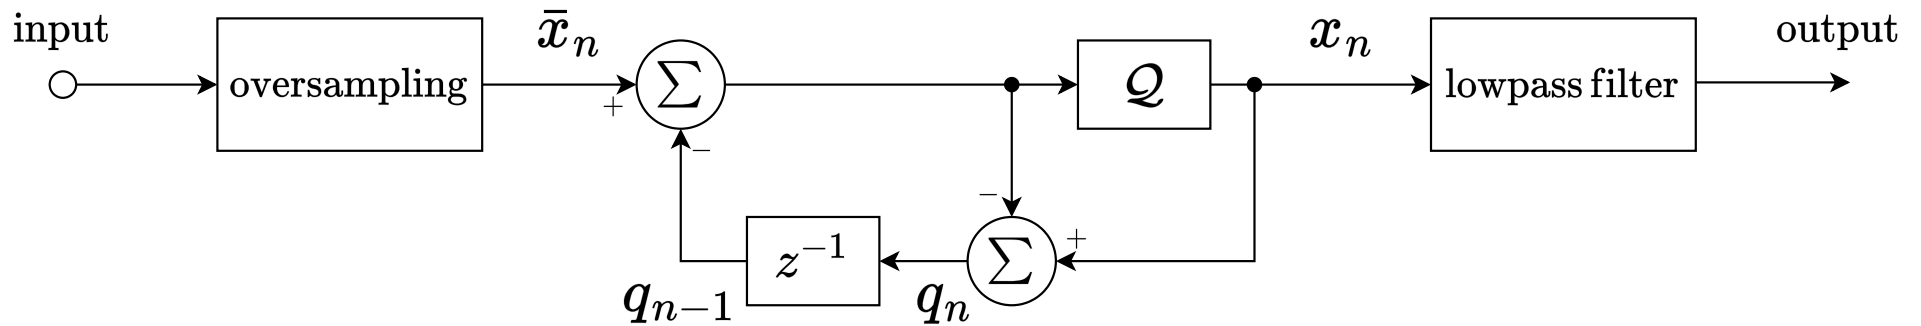 input
oversampling
x̄ₙ
+
∑
−
𝒬
xₙ
lowpass filter
output
−
+
∑
z⁻¹
qₙ₋₁
qₙ